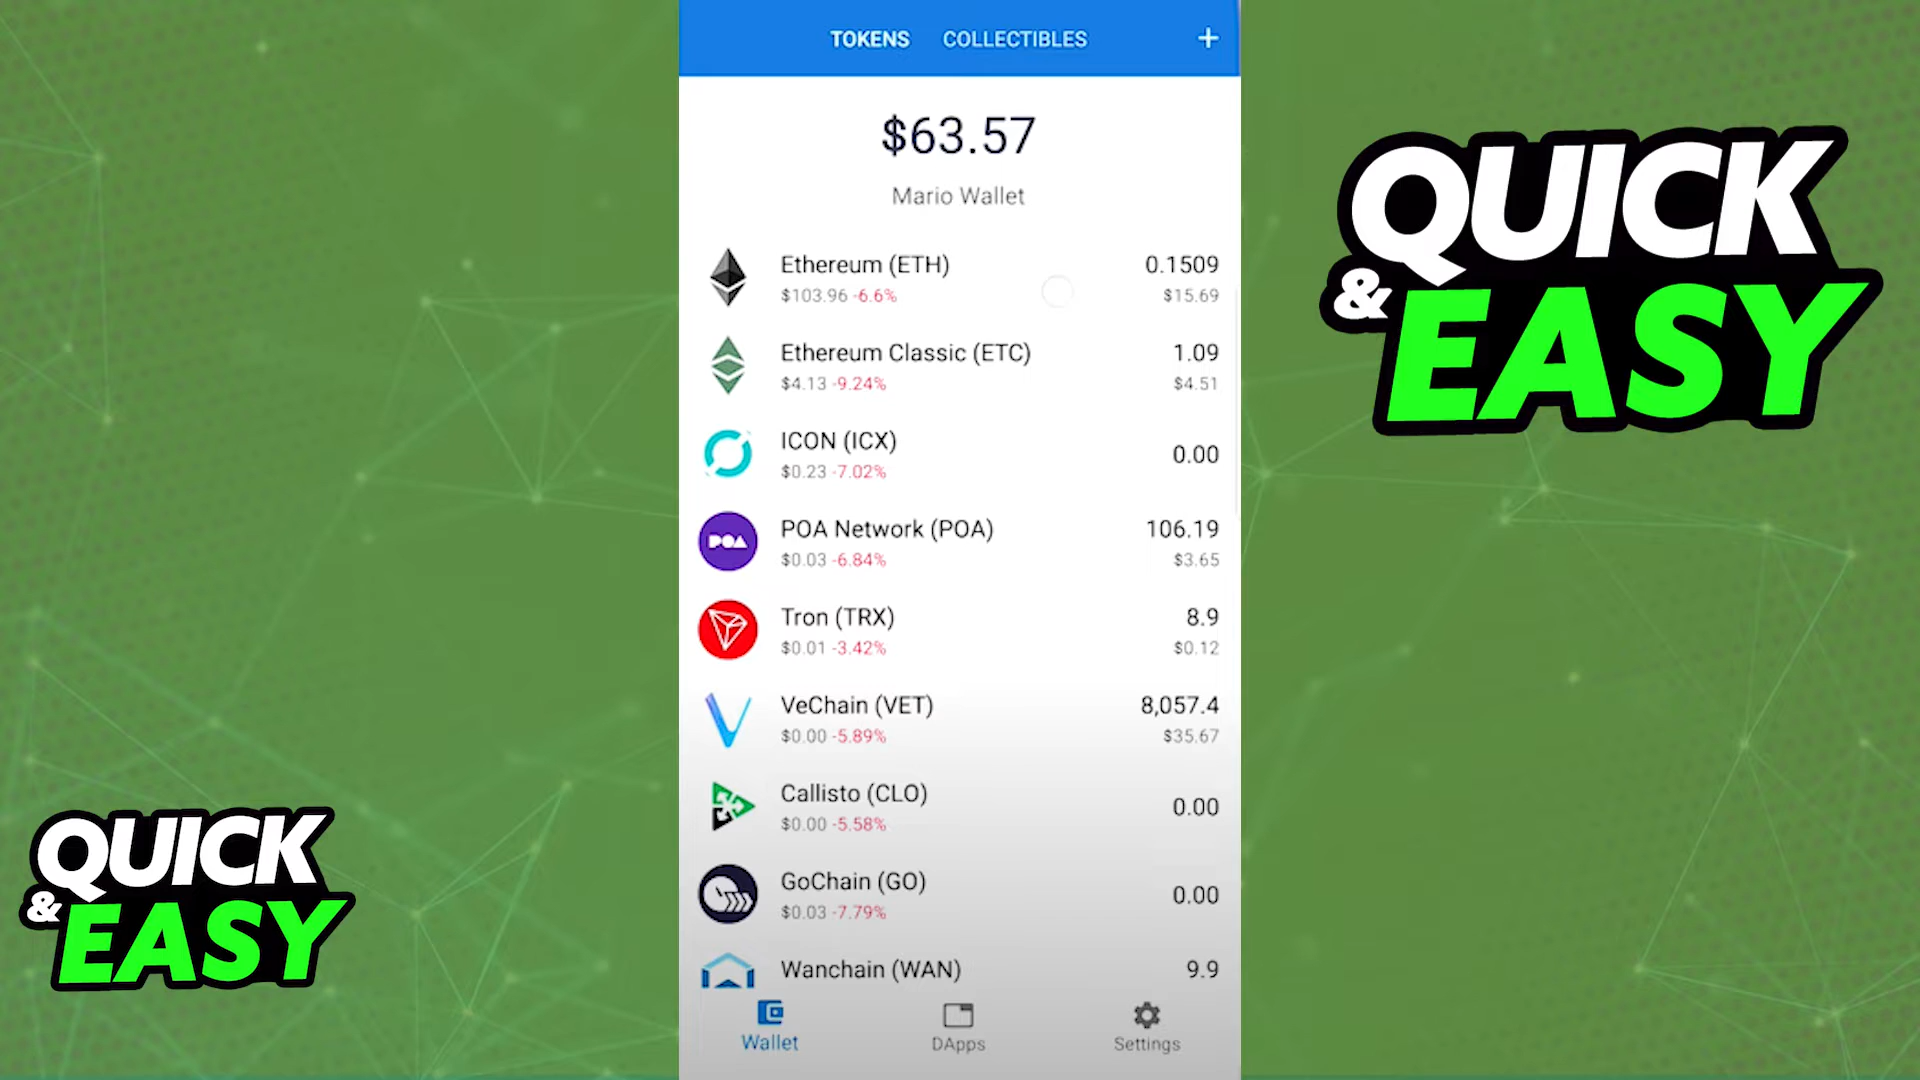 TOKENS COLLECTIBLES +
$63.57
Mario Wallet
Ethereum (ETH) 0.1509
$103.96 -6.6% $15.69
Ethereum Classic (ETC) 1.09
$4.13 -9.24% $4.51
ICON (ICX) 0.00
$0.23 -7.02%
POA
POA Network (POA) 106.19
$0.03 -6.84% $3.65
Tron (TRX) 8.9
$0.01 -3.42% $0.12
VeChain (VET) 8,057.4
$0.00 -5.89% $35.67
Callisto (CLO) 0.00
$0.00 -5.58%
GoChain (GO) 0.00
$0.03 -7.79%
Wanchain (WAN) 9.9
Wallet DApps Settings
QUICK
& EASY
QUICK
& EASY